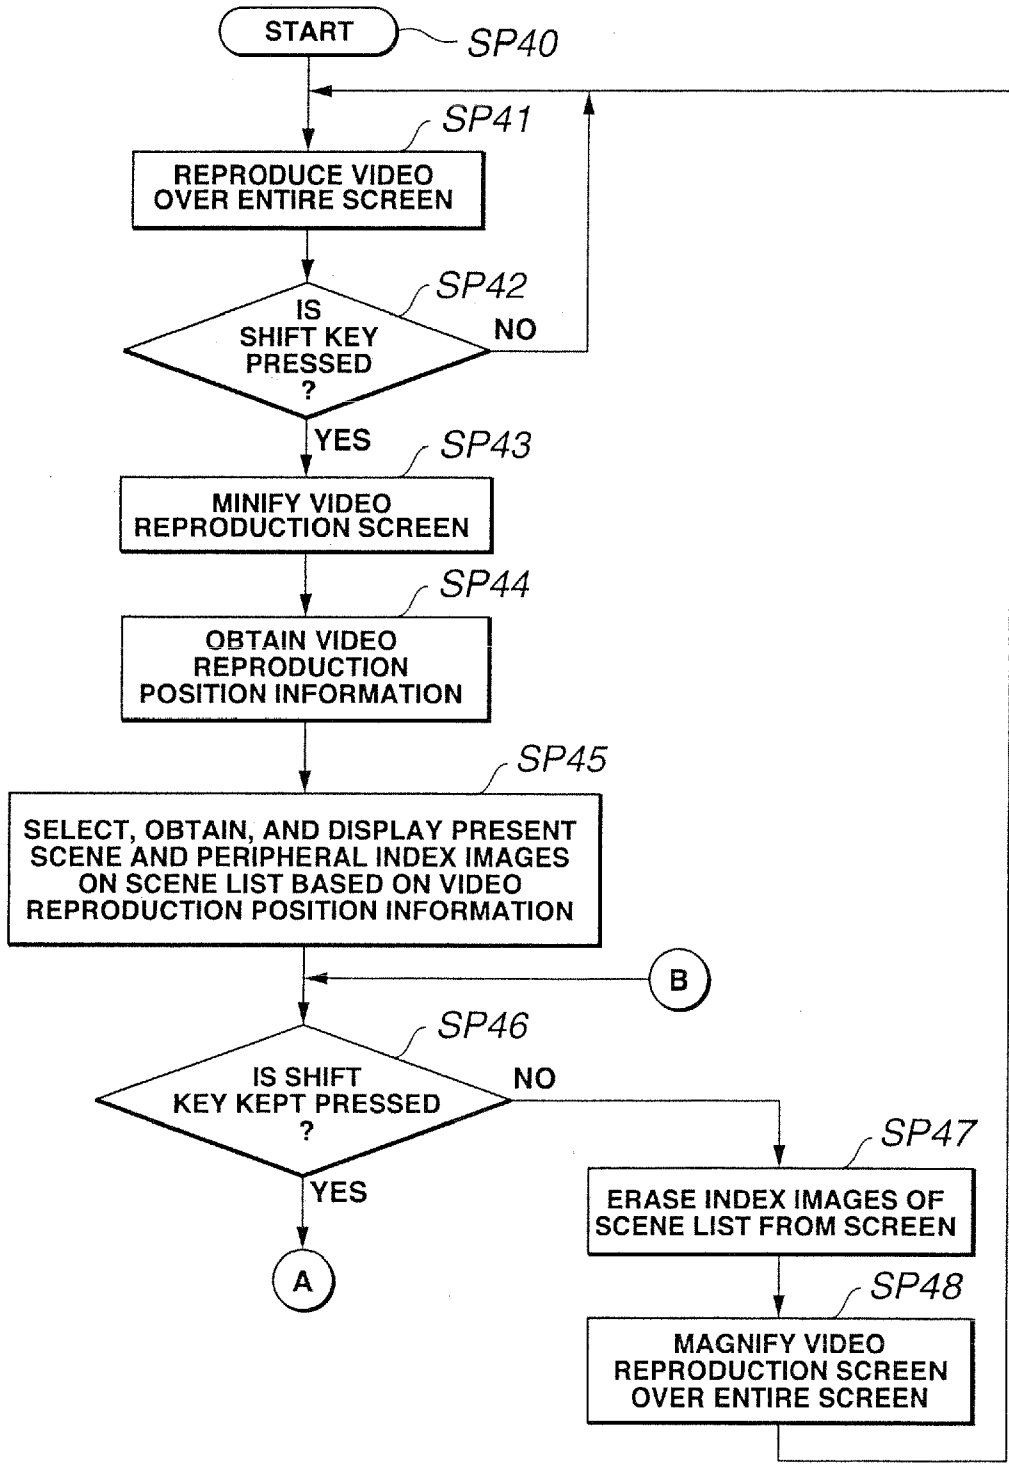 START
SP40
SP41
REPRODUCE VIDEO
OVER ENTIRE SCREEN
SP42
IS
SHIFT KEY
PRESSED
?
NO
YES
SP43
MINIFY VIDEO
REPRODUCTION SCREEN
SP44
OBTAIN VIDEO
REPRODUCTION
POSITION INFORMATION
SP45
SELECT, OBTAIN, AND DISPLAY PRESENT
SCENE AND PERIPHERAL INDEX IMAGES
ON SCENE LIST BASED ON VIDEO
REPRODUCTION POSITION INFORMATION
B
SP46
IS SHIFT
KEY KEPT PRESSED
?
NO
YES
A
SP47
ERASE INDEX IMAGES OF
SCENE LIST FROM SCREEN
SP48
MAGNIFY VIDEO
REPRODUCTION SCREEN
OVER ENTIRE SCREEN